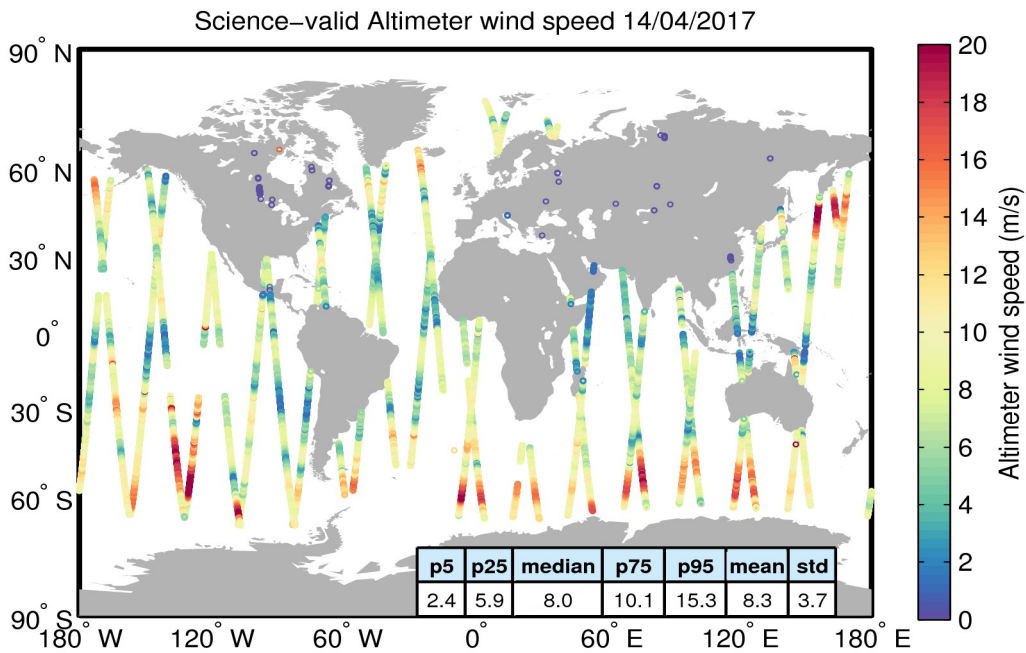 Science−valid Altimeter wind speed 14/04/2017
90° N
60° N
30° N
0°
30° S
60° S
90° S
180° W
120° W
60° W
0°
60° E
120° E
180° E
p5 p25 median p75 p95 mean std
2.4 5.9 8.0 10.1 15.3 8.3 3.7
20
18
16
14
12
10
8
6
4
2
0
Altimeter wind speed (m/s)